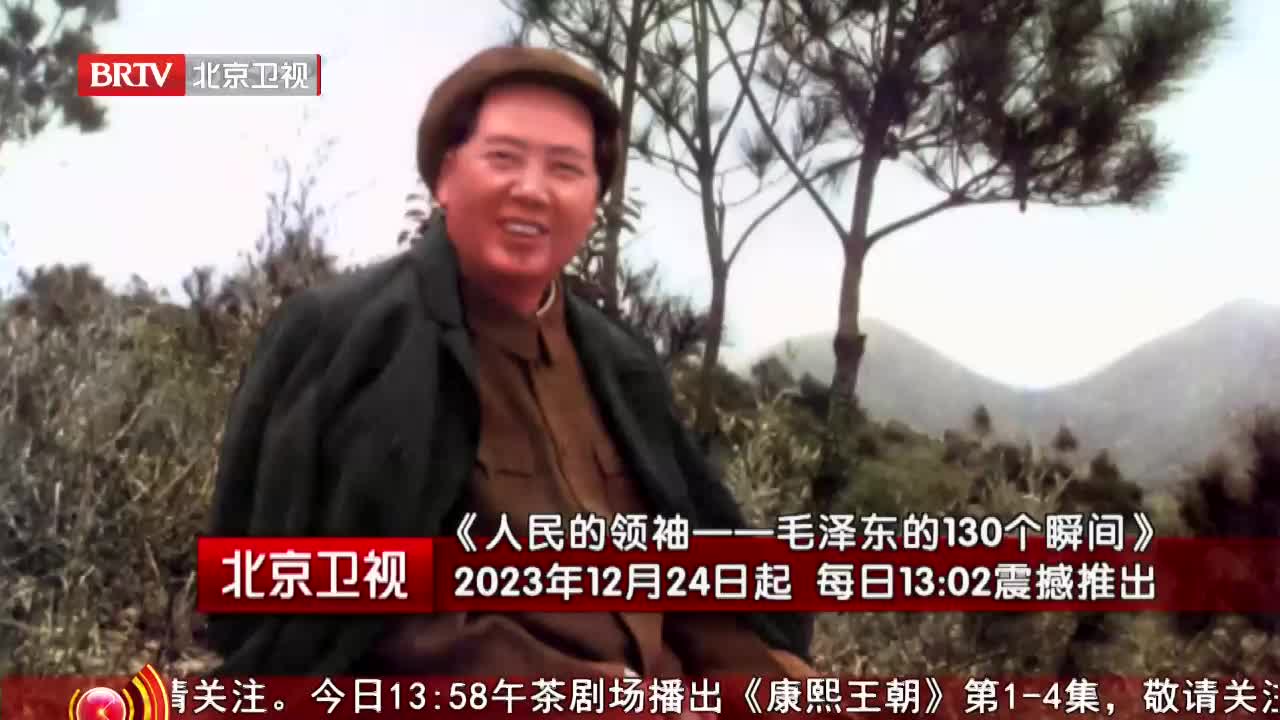 BRTV 北京卫视
《人民的领袖——毛泽东的130个瞬间》
北京卫视
2023年12月24日起 每日13:02震撼推出
请关注。今日13:58午茶剧场播出《康熙王朝》第1-4集，敬请关注